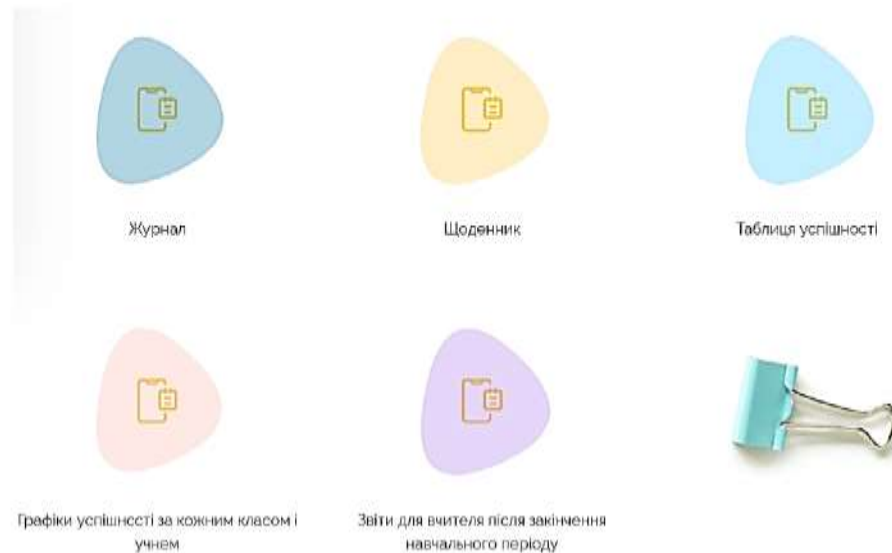 Журнал
Щоденник
Таблиця успішності
Графіки успішності за кожним класом і
учнем
Звіти для вчителя після закінчення
навчального періоду